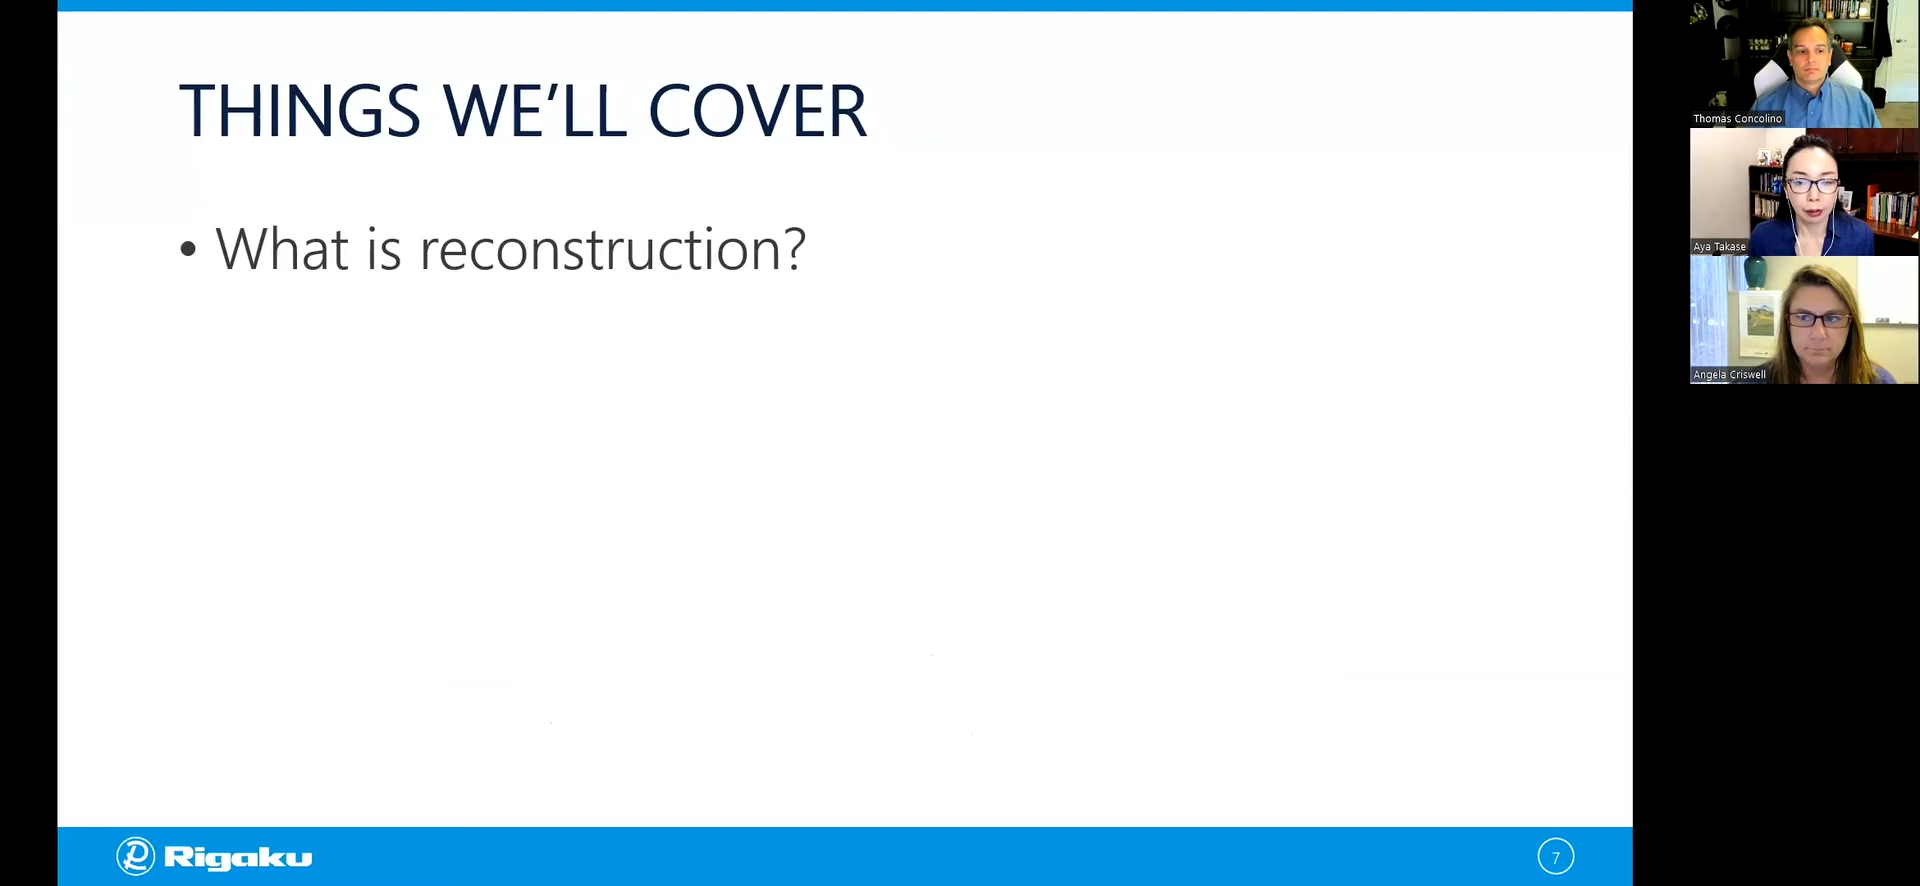 THINGS WE’LL COVER
• What is reconstruction?
Rigaku
7
Thomas Concolino
Aya Takase
Angela Criswell